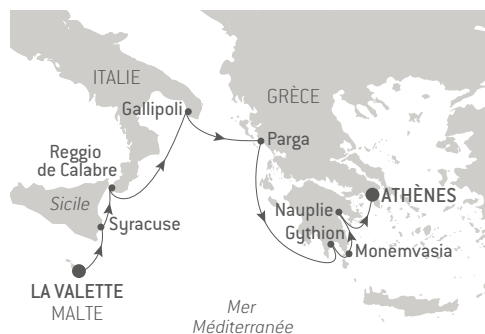 ITALIE
Gallipoli
GRÈCE
Parga
Reggio
de Calabre
Sicile
Syracuse
ATHÈNES
Nauplie
Gythion
Monemvasia
LA VALETTE
MALTE
Mer
Méditerranée